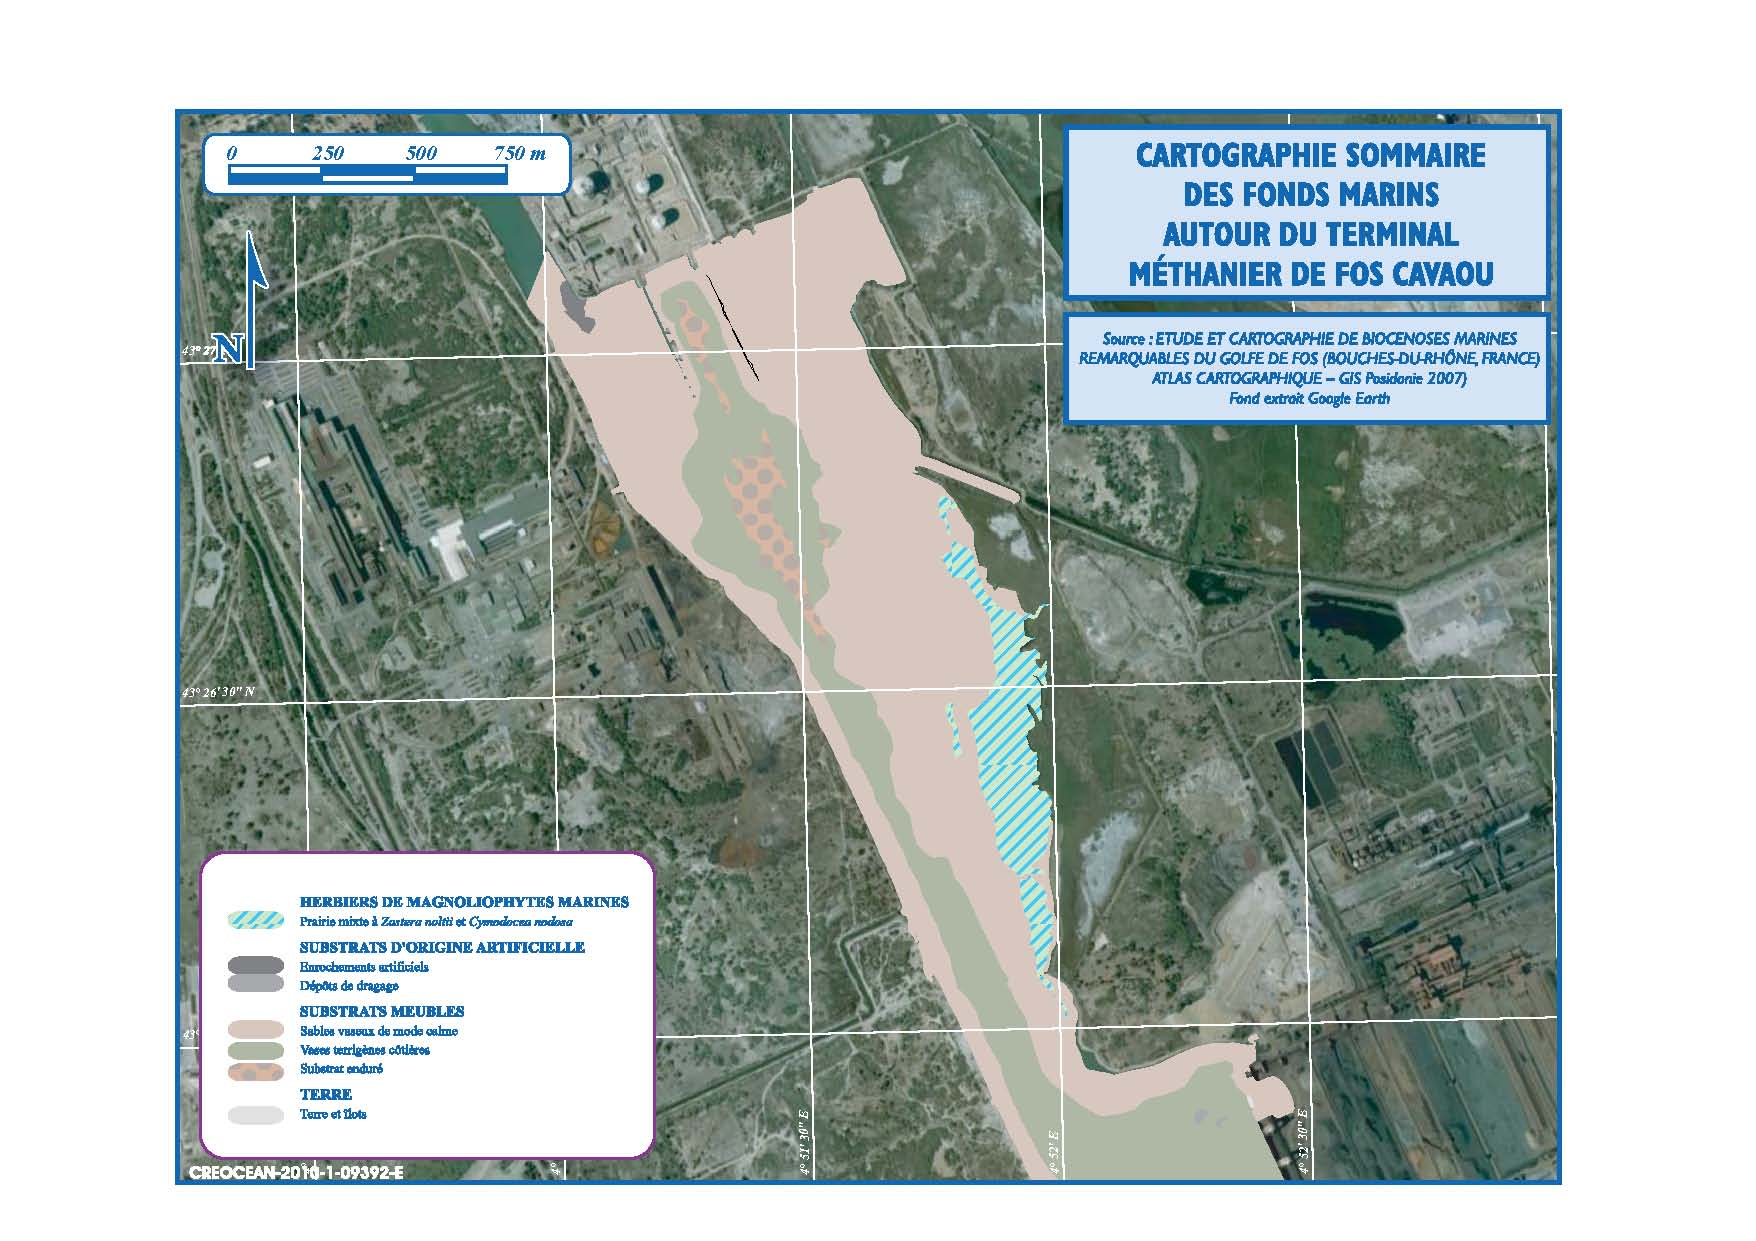 0 250 500 750 m
CARTOGRAPHIE SOMMAIRE
DES FONDS MARINS
AUTOUR DU TERMINAL
MÉTHANIER DE FOS CAVAOU
Source : ETUDE ET CARTOGRAPHIE DE BIOCENOSES MARINES
REMARQUABLES DU GOLFE DE FOS (BOUCHES-DU-RHÔNE, FRANCE)
ATLAS CARTOGRAPHIQUE – GIS Posidonie 2007)
Fond extrait Google Earth
N
43° 27'
43° 26' 30'' N
43°
HERBIERS DE MAGNOLIOPHYTES MARINES
Prairie mixte à Zostera noltii et Cymodocea nodosa
SUBSTRATS D'ORIGINE ARTIFICIELLE
Enrochements artificiels
Dépôts de dragage
SUBSTRATS MEUBLES
Sables vaseux de mode calme
Vases terrigènes côtières
Substrat enduré
TERRE
Terre et îlots
4° 51' 30'' E
4° 52' E
4° 52' 30'' E
4°
CREOCEAN-2010-1-09392-E